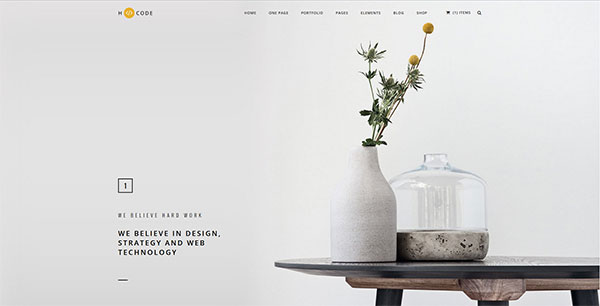 H </> CODE
HOME ONE PAGE PORTFOLIO PAGES ELEMENTS BLOG SHOP (1) ITEMS
1
WE BELIEVE HARD WORK
WE BELIEVE IN DESIGN,
STRATEGY AND WEB
TECHNOLOGY